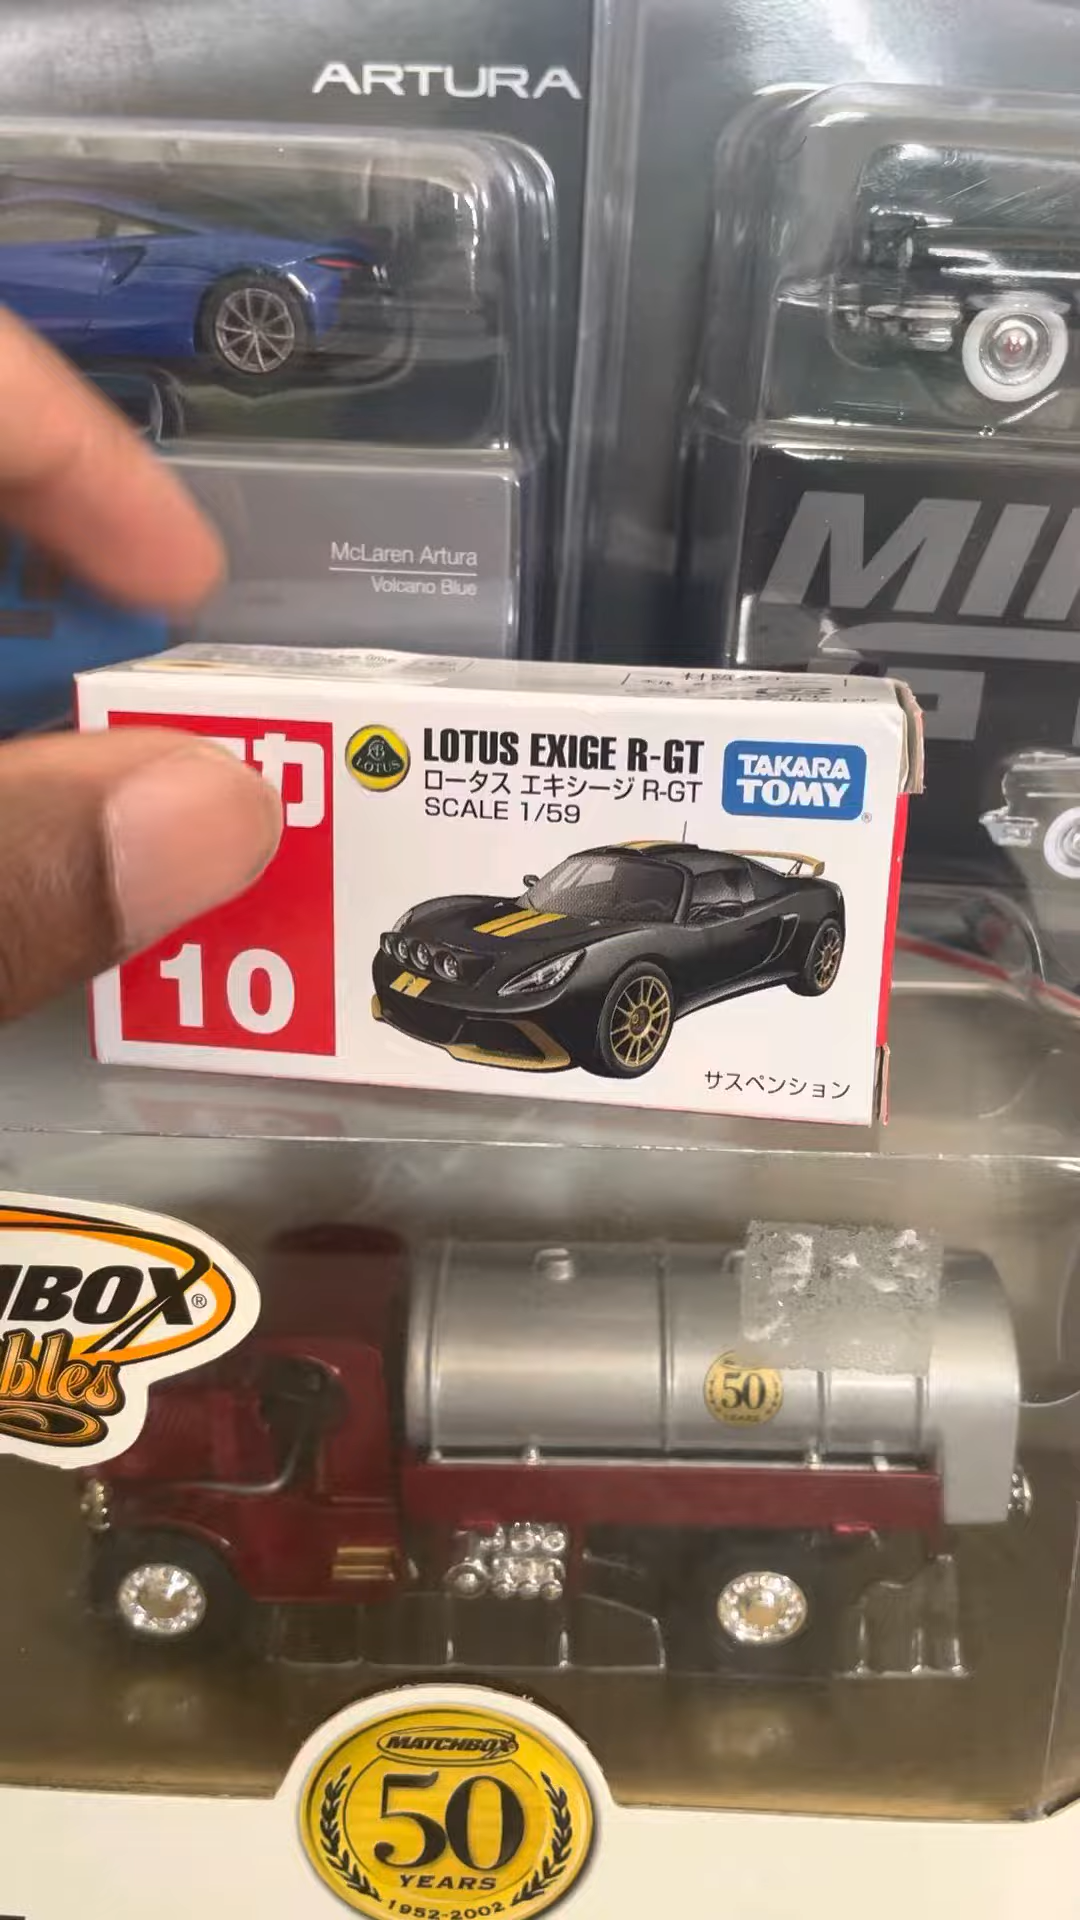 ARTURA
McLaren Artura
Volcano Blue
LOTUS EXIGE R-GT
ロータス エキシージ R-GT
SCALE 1/59
LOTUS
TAKARA
TOMY
®
10
サスペンション
®
50
YEARS
MATCHBOX
50
YEARS
1952-2002